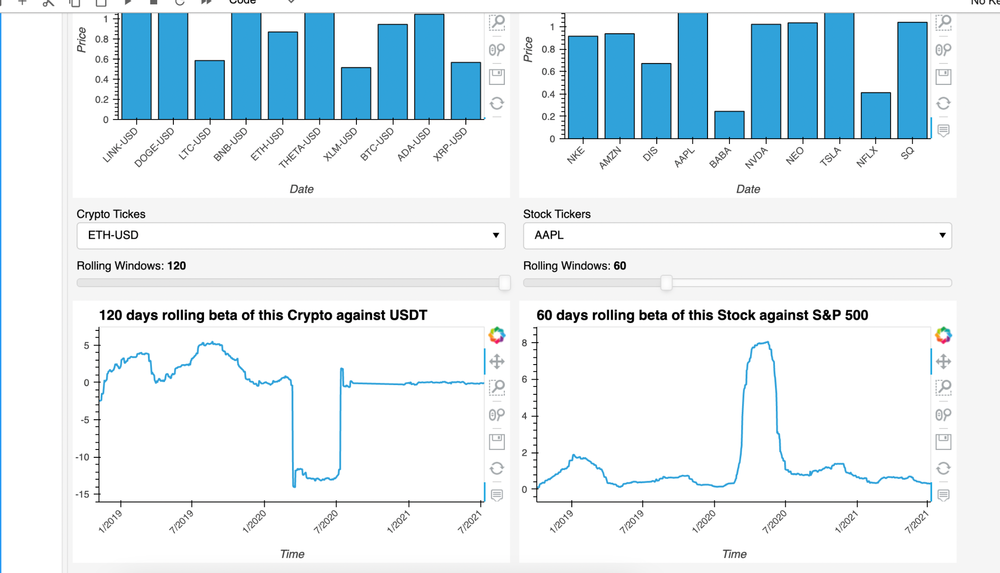 Code
No Ke
Price
1
0.8
0.6
0.4
0.2
0
LINK-USD
DOGE-USD
LTC-USD
BNB-USD
ETH-USD
THETA-USD
XLM-USD
BTC-USD
ADA-USD
XRP-USD
Date
Price
1
0.8
0.6
0.4
0.2
0
NKE
AMZN
DIS
AAPL
BABA
NVDA
NEO
TSLA
NFLX
SQ
Date
Crypto Tickes
ETH-USD
Rolling Windows: 120
Stock Tickers
AAPL
Rolling Windows: 60
120 days rolling beta of this Crypto against USDT
5
0
-5
-10
-15
1/2019
7/2019
1/2020
7/2020
1/2021
7/2021
Time
60 days rolling beta of this Stock against S&P 500
8
6
4
2
0
1/2019
7/2019
1/2020
7/2020
1/2021
7/2021
Time